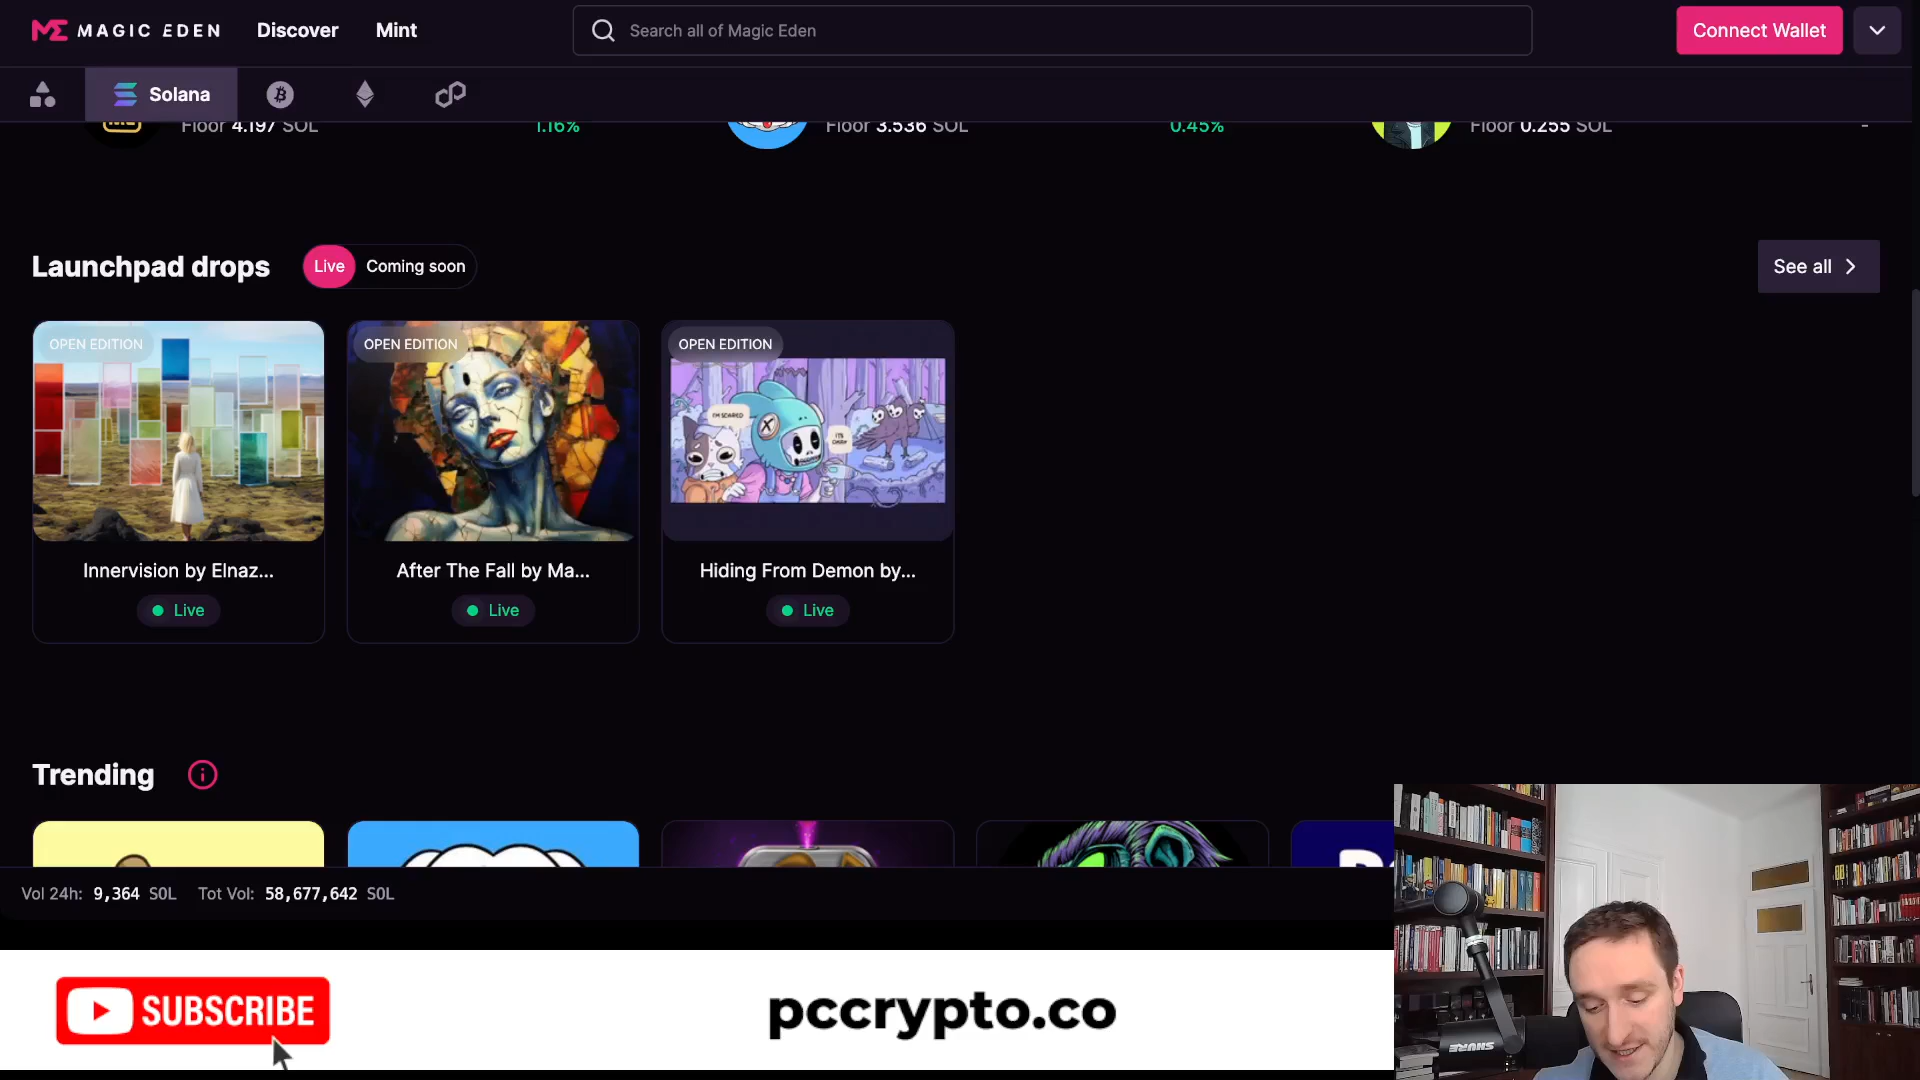 MAGIC EDEN Discover Mint Search all of Magic Eden Connect Wallet
Solana
Floor 4.197 SOL 1.16% Floor 3.536 SOL 0.45% Floor 0.255 SOL -
Launchpad drops Live Coming soon See all
OPEN EDITION OPEN EDITION OPEN EDITION
I'M SCARED
Innervision by Elnaz... After The Fall by Ma... Hiding From Demon by...
Live Live Live
Trending
Vol 24h: 9,364 SOL Tot Vol: 58,677,642 SOL
SUBSCRIBE pccrypto.co
SHURE